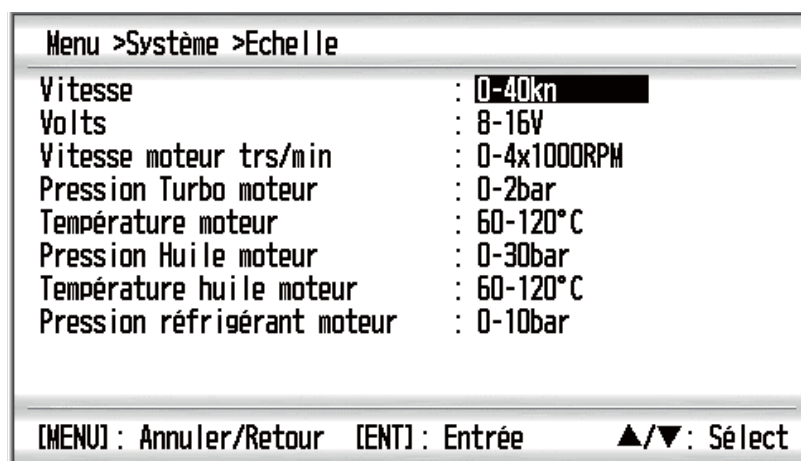 Menu >Système >Echelle
Vitesse : 0-40kn
Volts : 8-16V
Vitesse moteur trs/min : 0-4x1000RPM
Pression Turbo moteur : 0-2bar
Température moteur : 60-120°C
Pression Huile moteur : 0-30bar
Température huile moteur : 60-120°C
Pression réfrigérant moteur : 0-10bar
[MENU] : Annuler/Retour [ENT] : Entrée ▲/▼: Sélect